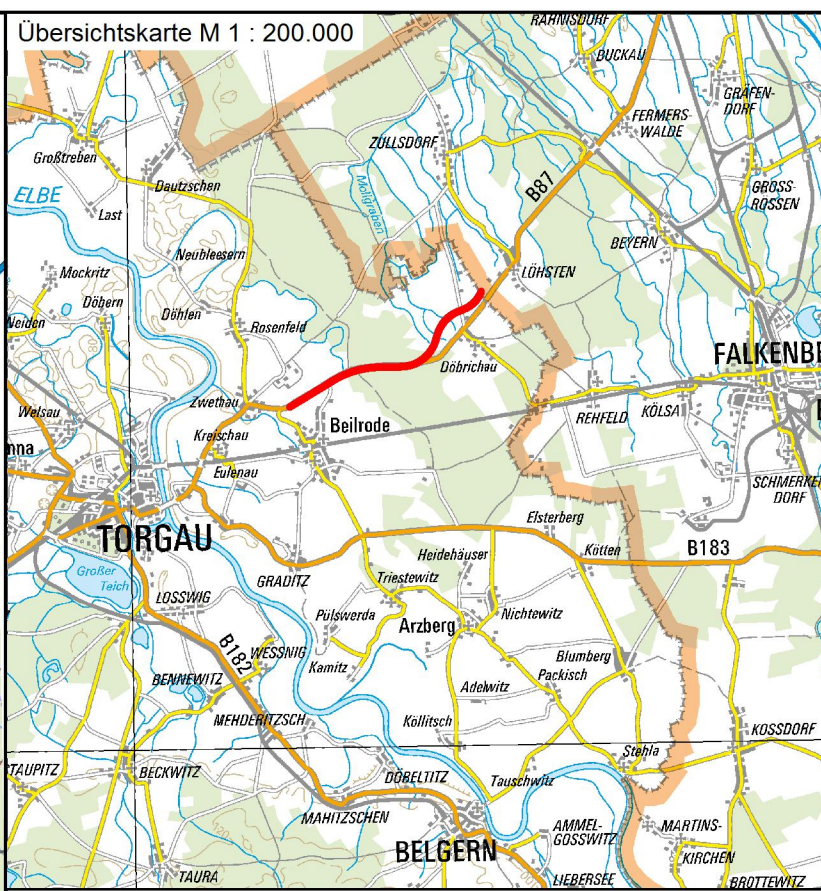 Übersichtskarte M 1 : 200.000
RAHNISDORF
BUCKAU
GRÄFEN-
DORF
FERMERS-
WALDE
ZÜLLSDORF
Großtreben
Dautzschen
Mollgraben
B87
GROSS-
RÖSSEN
ELBE
Last
BEYERN
Neubleesern
Mockritz
LÖHSTEN
Döbern
Döhlen
Weiden
Rosenfeld
Döbrichau
FALKENBE
Zwethau
Welsau
Beilrode
REHFELD
KÖLSA
Kreischau
nna
Eulenau
SCHMERKEN
DORF
Elsterberg
TORGAU
Heidehäuser
Kötten
B183
Großer
Teich
GRADITZ
Triestewitz
LOSSWIG
Pülswerda
Nichtewitz
Arzberg
B182
WESSNIG
Kamitz
Blumberg
BENNEWITZ
Adelwitz
Packisch
MEHDERITZSCH
Köllitsch
KOSSDORF
Stehla
TAUPITZ
BECKWITZ
DÖBELTITZ
Tauschwitz
MAHITZSCHEN
AMMEL-
GOSSWITZ
MARTINS-
KIRCHEN
BELGERN
TAURA
LIEBERSEE
BROTTEWITZ